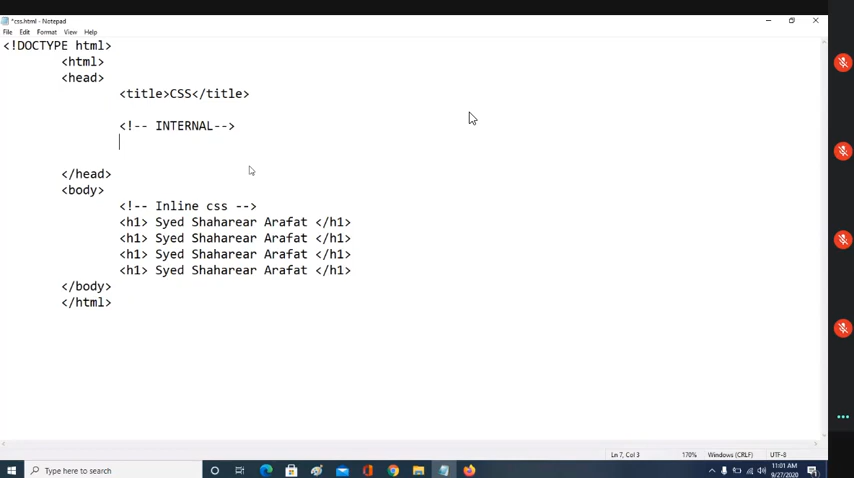 *css.html - Notepad
File Edit Format View Help
<!DOCTYPE html>
<html>
<head>
<title>CSS</title>
<!-- INTERNAL-->
</head>
<body>
<!-- Inline css -->
<h1> Syed Shaharear Arafat </h1>
<h1> Syed Shaharear Arafat </h1>
<h1> Syed Shaharear Arafat </h1>
<h1> Syed Shaharear Arafat </h1>
</body>
</html>
Ln 7, Col 3 170% Windows (CRLF) UTF-8
Type here to search
11:01 AM
9/27/2020